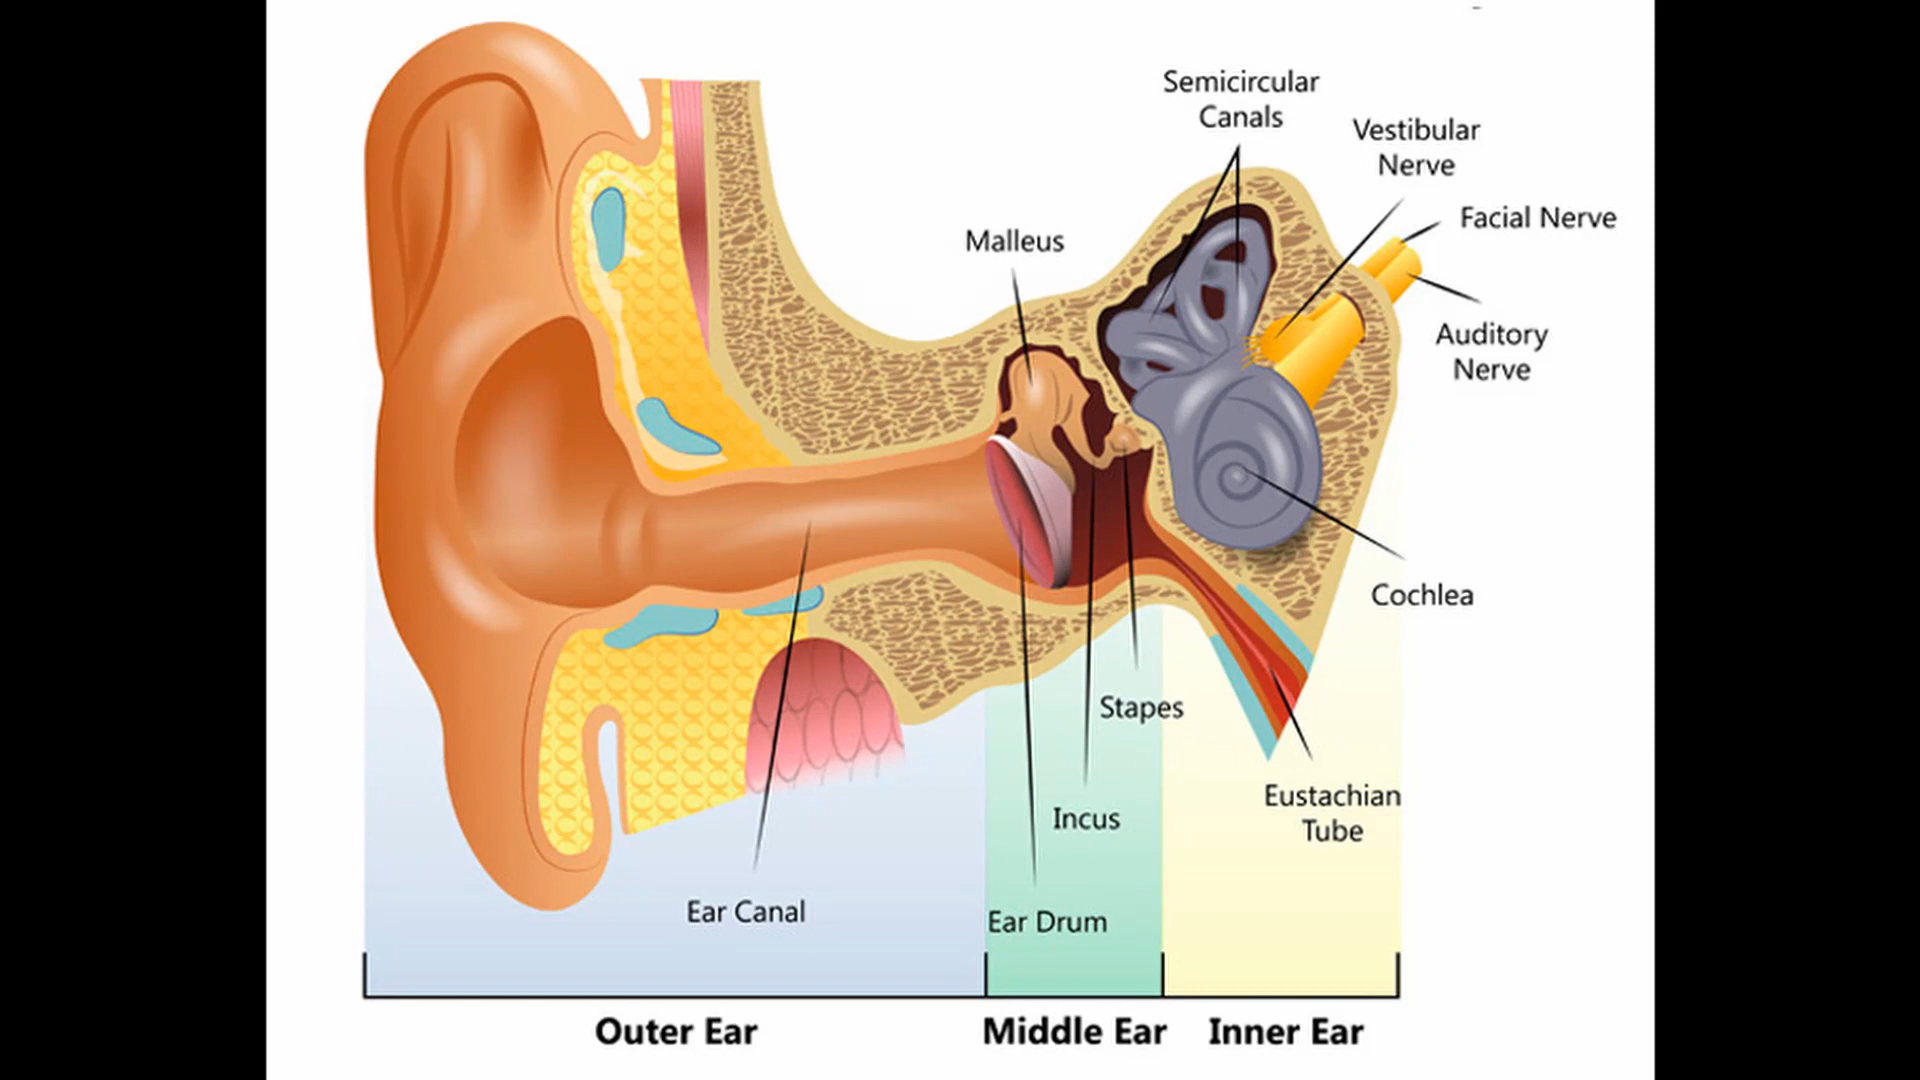 Semicircular
Canals
Vestibular
Nerve
Facial Nerve
Malleus
Auditory
Nerve
Cochlea
Stapes
Eustachian
Tube
Incus
Ear Canal
Ear Drum
Outer Ear
Middle Ear
Inner Ear